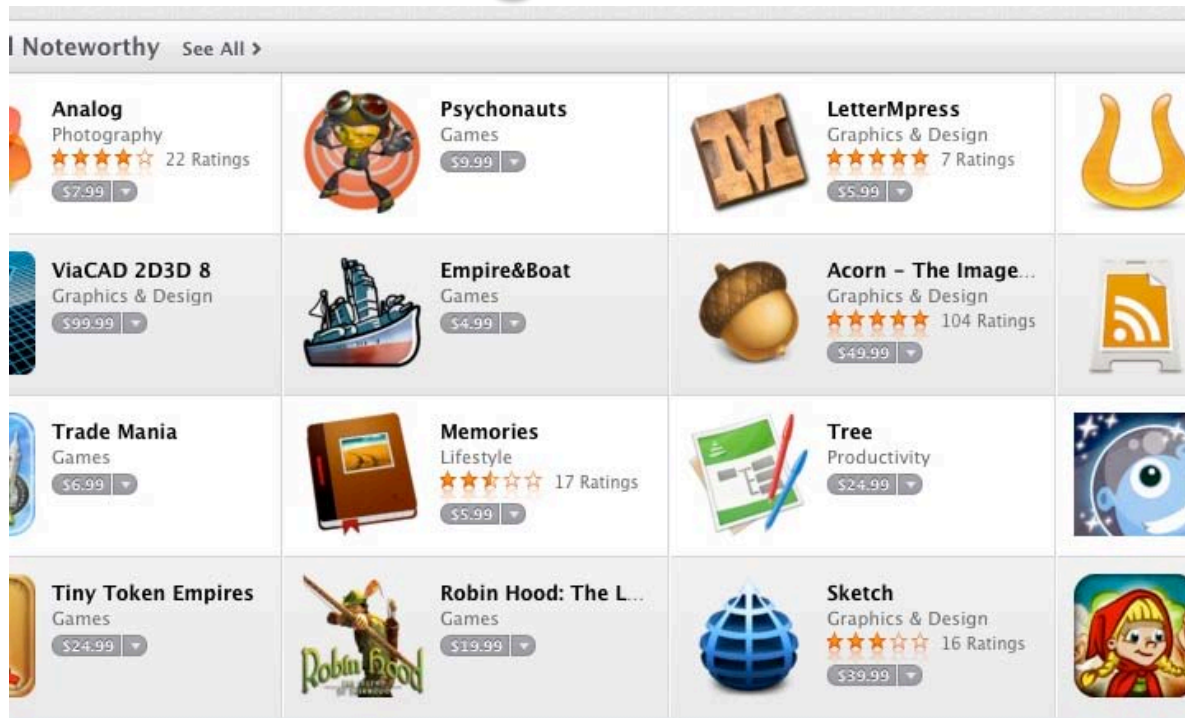 l Noteworthy See All >
Analog
Photography
22 Ratings
$7.99
Psychonauts
Games
$9.99
LetterMpress
Graphics & Design
7 Ratings
$5.99
ViaCAD 2D3D 8
Graphics & Design
$99.99
Empire&Boat
Games
$4.99
Acorn - The Image...
Graphics & Design
104 Ratings
$49.99
Trade Mania
Games
$6.99
Memories
Lifestyle
17 Ratings
$5.99
Tree
Productivity
$24.99
Tiny Token Empires
Games
$24.99
Robin Hood
Robin Hood: The L...
Games
$19.99
Sketch
Graphics & Design
16 Ratings
$39.99